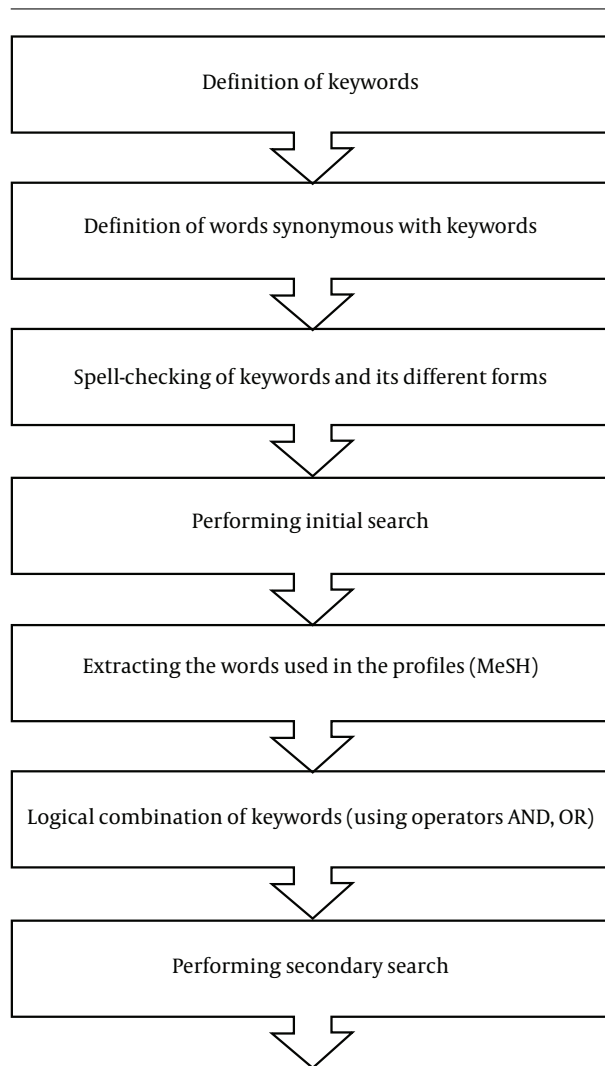 Definition of keywords
Definition of words synonymous with keywords
Spell-checking of keywords and its different forms
Performing initial search
Extracting the words used in the profiles (MeSH)
Logical combination of keywords (using operators AND, OR)
Performing secondary search